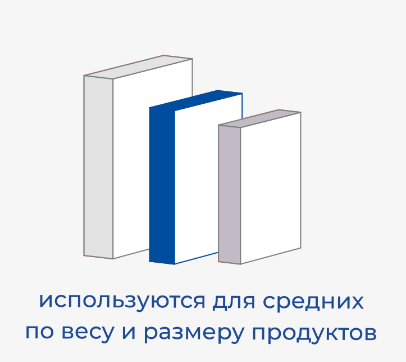 используются для средних
по весу и размеру продуктов